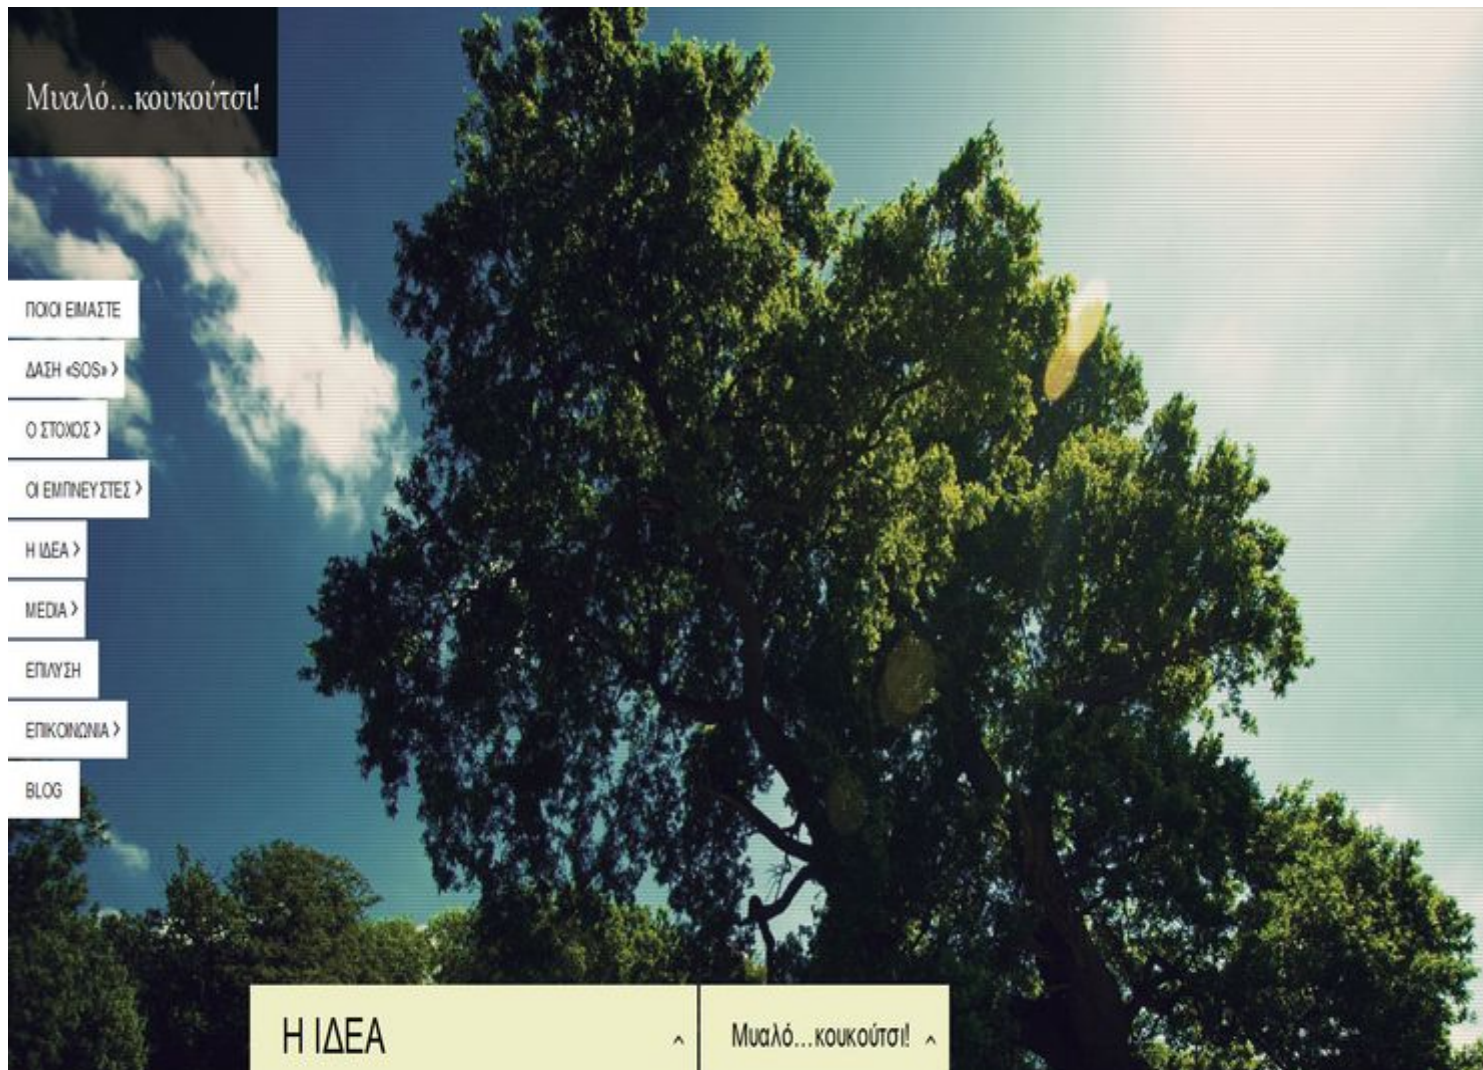 Μυαλό...κουκούτσι!
ΠΟΙΟΙ ΕΙΜΑΣΤΕ
ΔΑΣΗ «SOS» >
Ο ΣΤΟΧΟΣ >
ΟΙ ΕΜΠΝΕΥΣΤΕΣ >
Η ΙΔΕΑ >
MEDIA >
ΕΠΙΛΥΣΗ
ΕΠΙΚΟΙΝΩΝΙΑ >
BLOG
Η ΙΔΕΑ ^
Μυαλό...κουκούτσι! ^